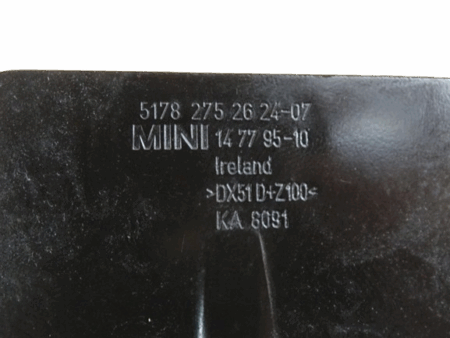 5178 275 26 24-07
MINI 14 77 95-10
Ireland
>DX51 D+Z100<
KA 8091